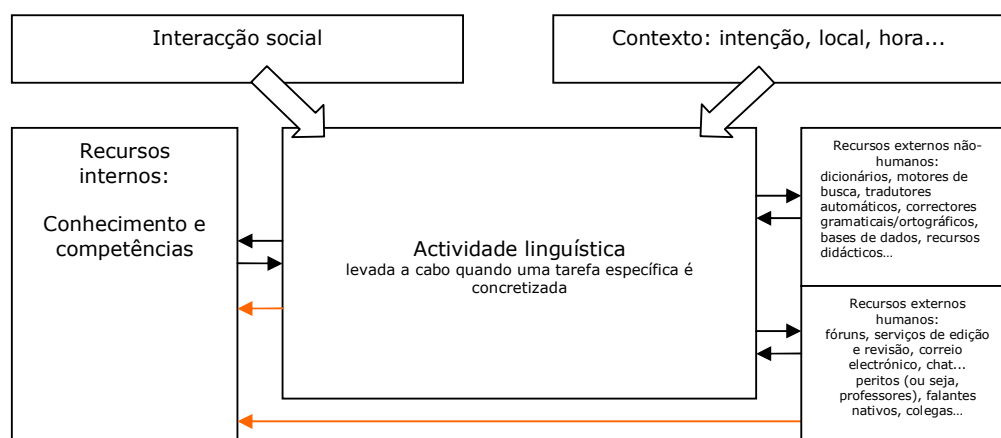 Interacção social
Contexto: intenção, local, hora...
Recursos
internos:
Conhecimento e
competências
Actividade linguística
levada a cabo quando uma tarefa específica é
concretizada
Recursos externos não-
humanos:
dicionários, motores de
busca, tradutores
automáticos, correctores
gramaticais/ortográficos,
bases de dados, recursos
didácticos…
Recursos externos
humanos:
fóruns, serviços de edição
e revisão, correio
electrónico, chat...
peritos (ou seja,
professores), falantes
nativos, colegas…